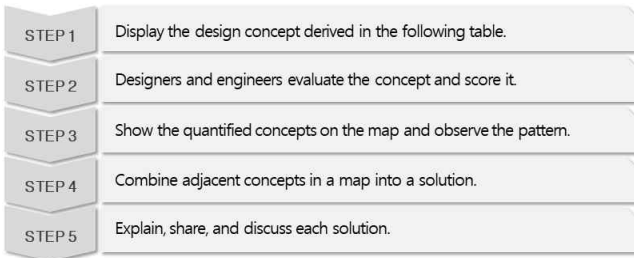 STEP 1 Display the design concept derived in the following table.
STEP 2 Designers and engineers evaluate the concept and score it.
STEP 3 Show the quantified concepts on the map and observe the pattern.
STEP 4 Combine adjacent concepts in a map into a solution.
STEP 5 Explain, share, and discuss each solution.